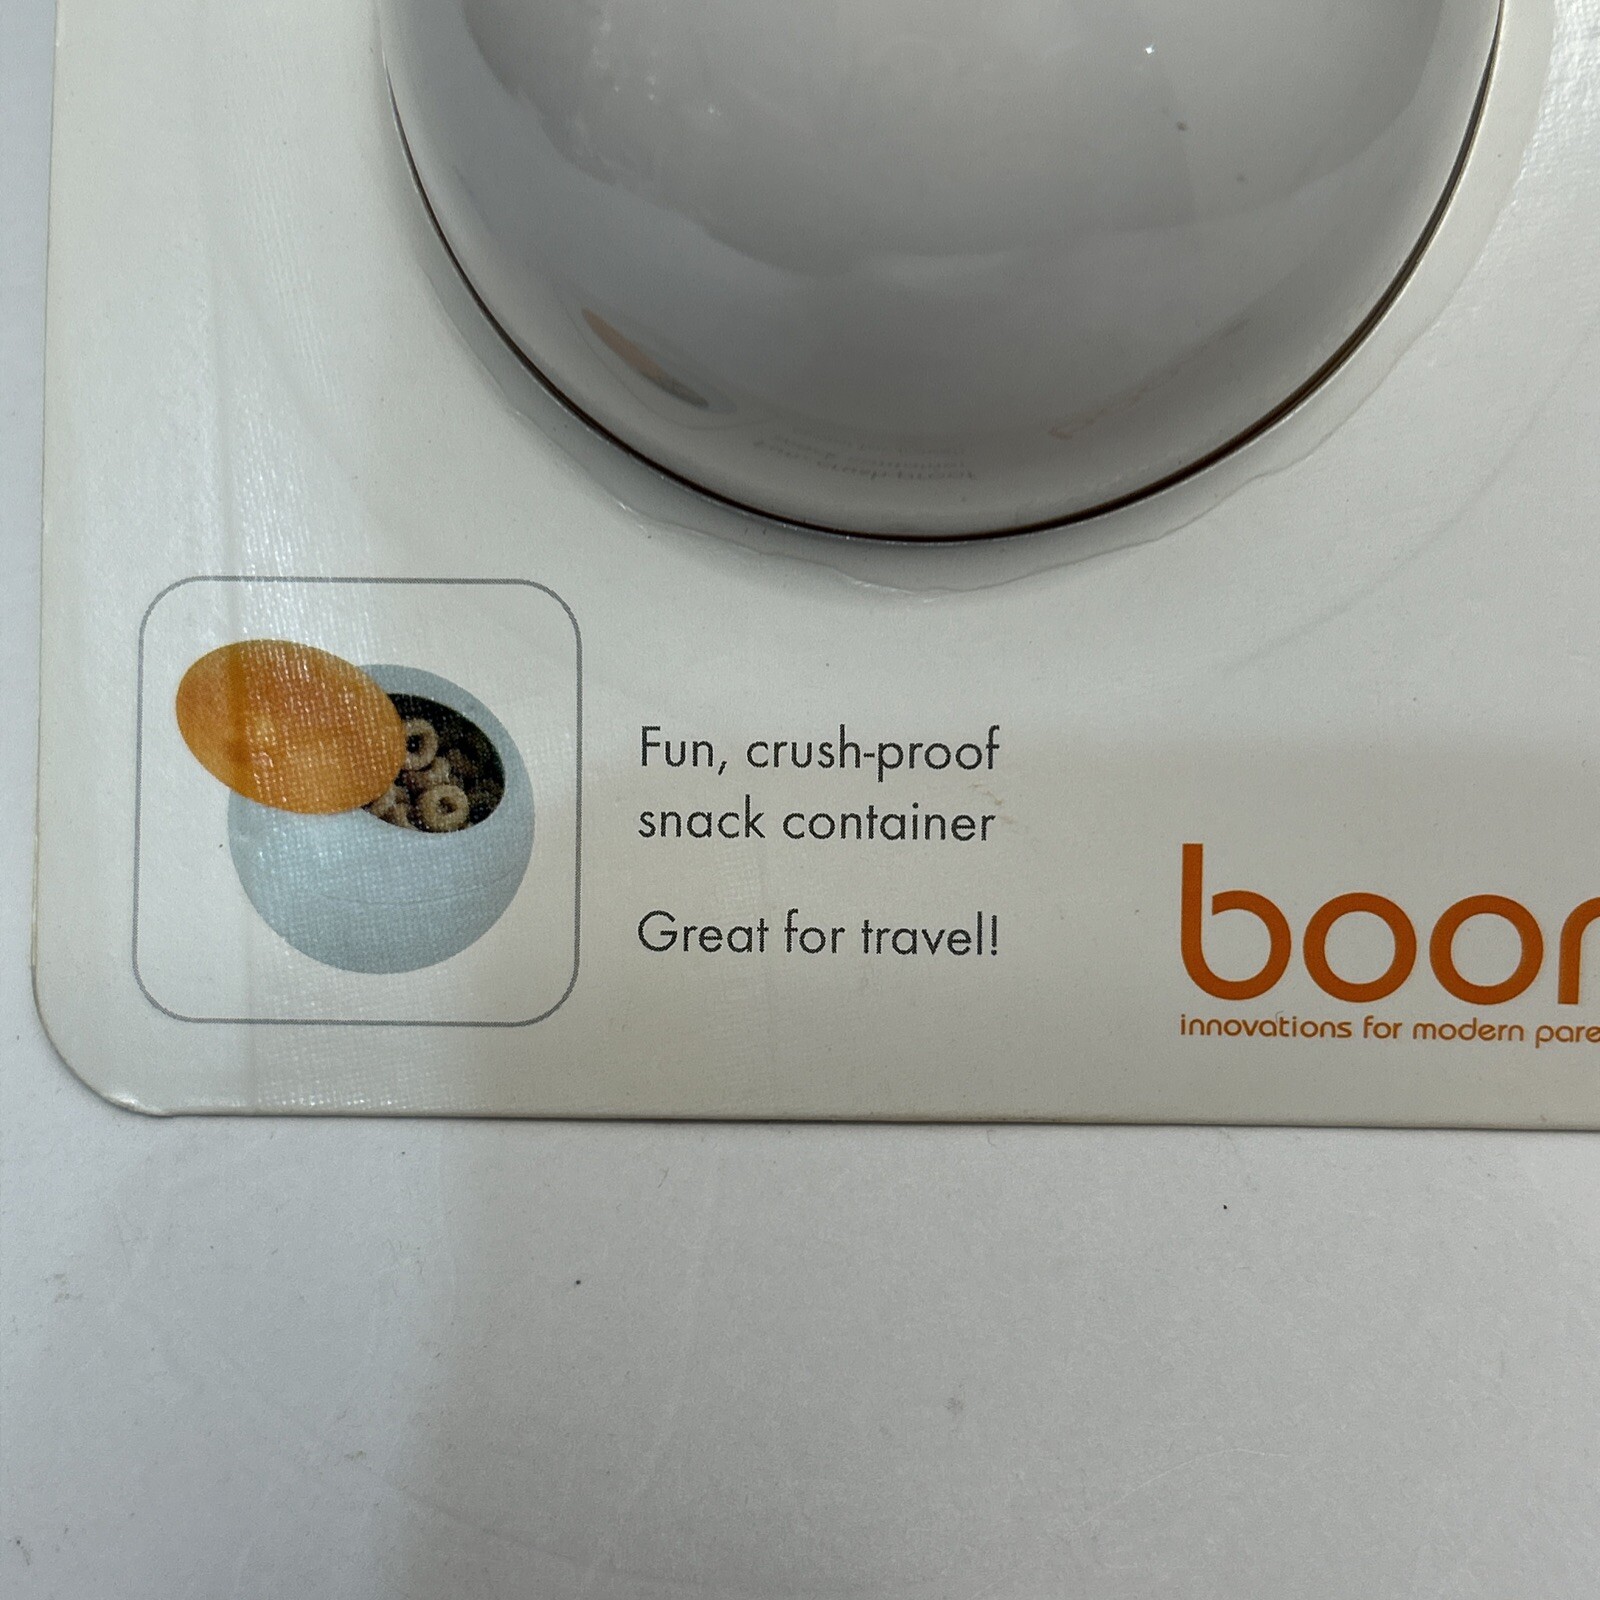 Fun, crush-proof
snack container
Great for travel!
boon
innovations for modern pare